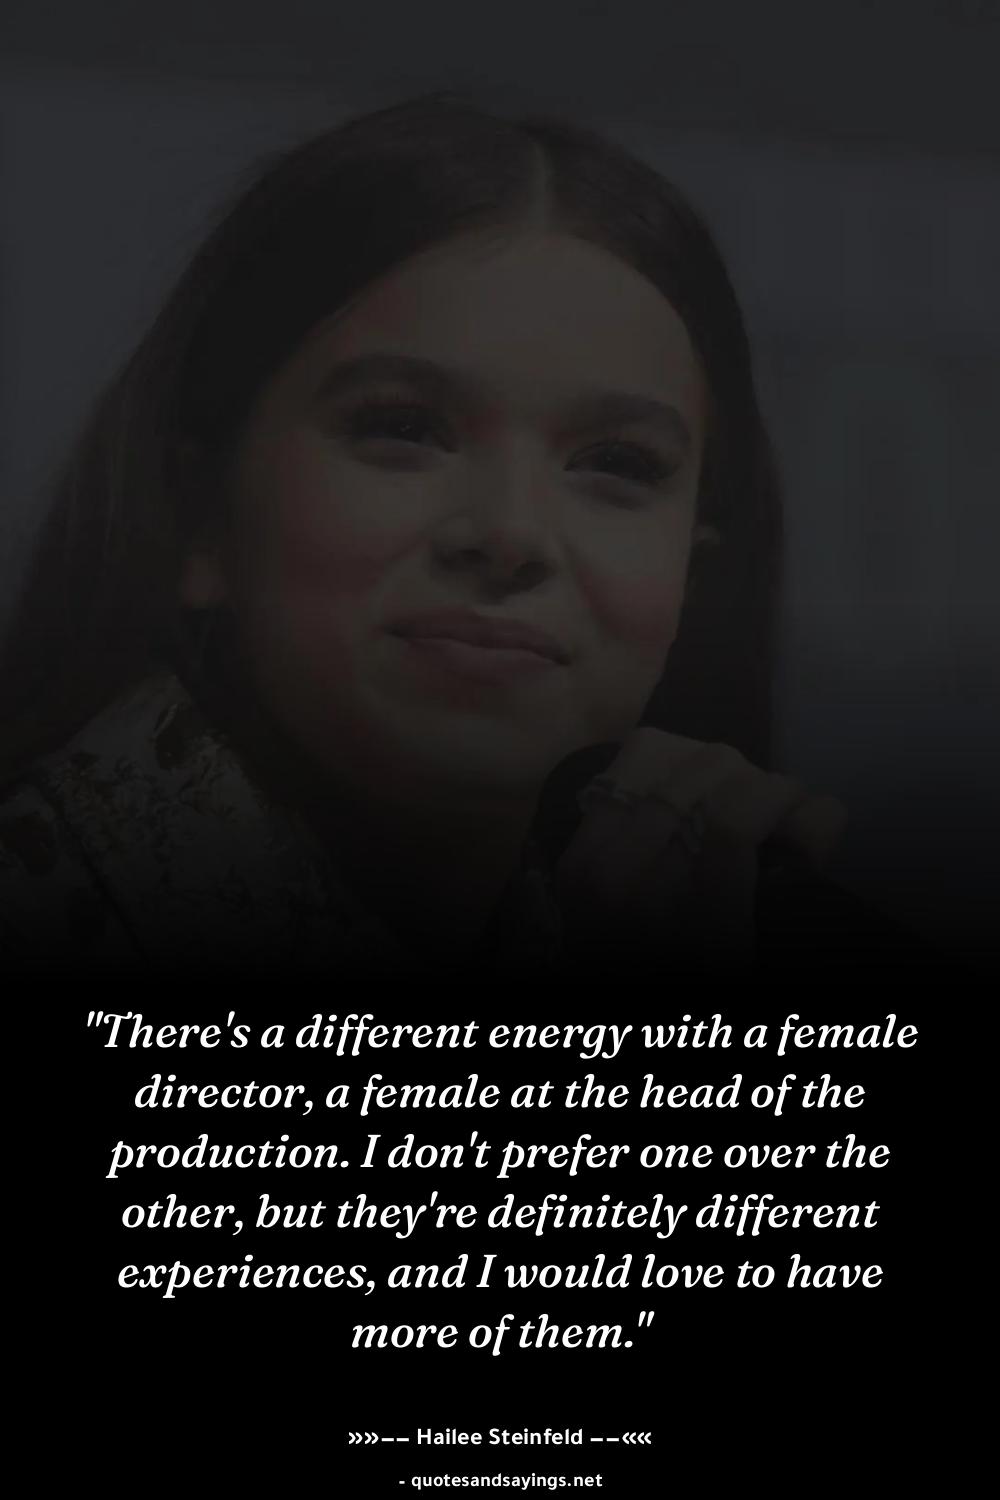 "There's a different energy with a female
director, a female at the head of the
production. I don't prefer one over the
other, but they're definitely different
experiences, and I would love to have
more of them."
»»−− Hailee Steinfeld −−««
- quotesandsayings.net